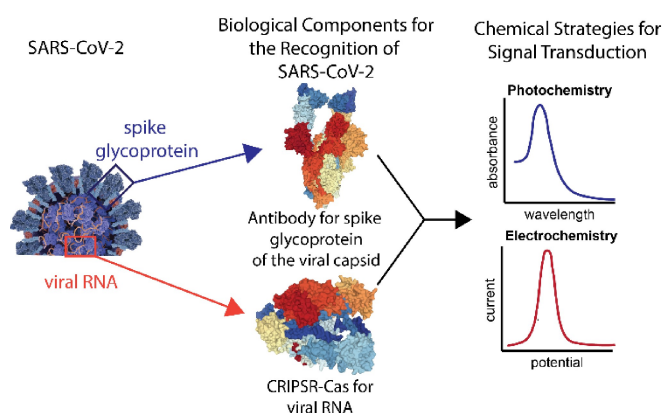 SARS-CoV-2
spike
glycoprotein
viral RNA
Biological Components for
the Recognition of
SARS-CoV-2
Antibody for spike
glycoprotein
of the viral capsid
CRIPSR-Cas for
viral RNA
Chemical Strategies for
Signal Transduction
Photochemistry
absorbance
wavelength
Electrochemistry
current
potential